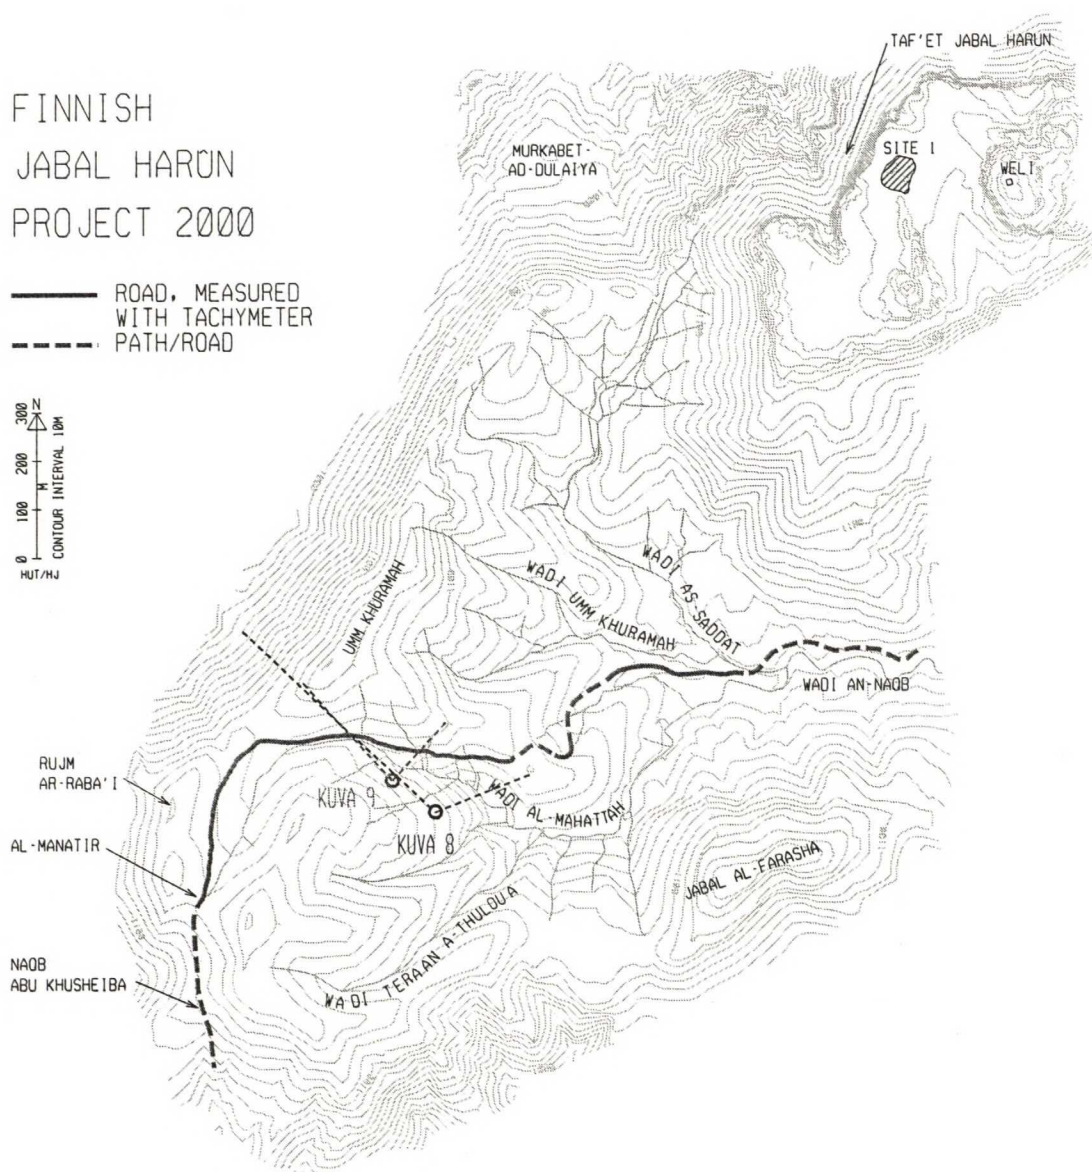 FINNISH
JABAL HARÛN
PROJECT 2000
ROAD, MEASURED
WITH TACHYMETER
PATH/ROAD
N
300
200
M
100
0
CONTOUR INTERVAL 10M
HUT/HJ
TAF'ET JABAL HARUN
SITE 1
WELI
MURKABET-
AD-DULAIYA
UMM KHURAMAH
WADI UMM KHURAMAH
WADI AS-SADDAT
WADI AN-NAQB
RUJM
AR-RABA'I
KUVA 9
WADI AL-MAHATTAH
KUVA 8
AL-MANATIR
JABAL AL-FARASHA
WADI TERAAN-A-THULOUA
NAQB
ABU KHUSHEIBA